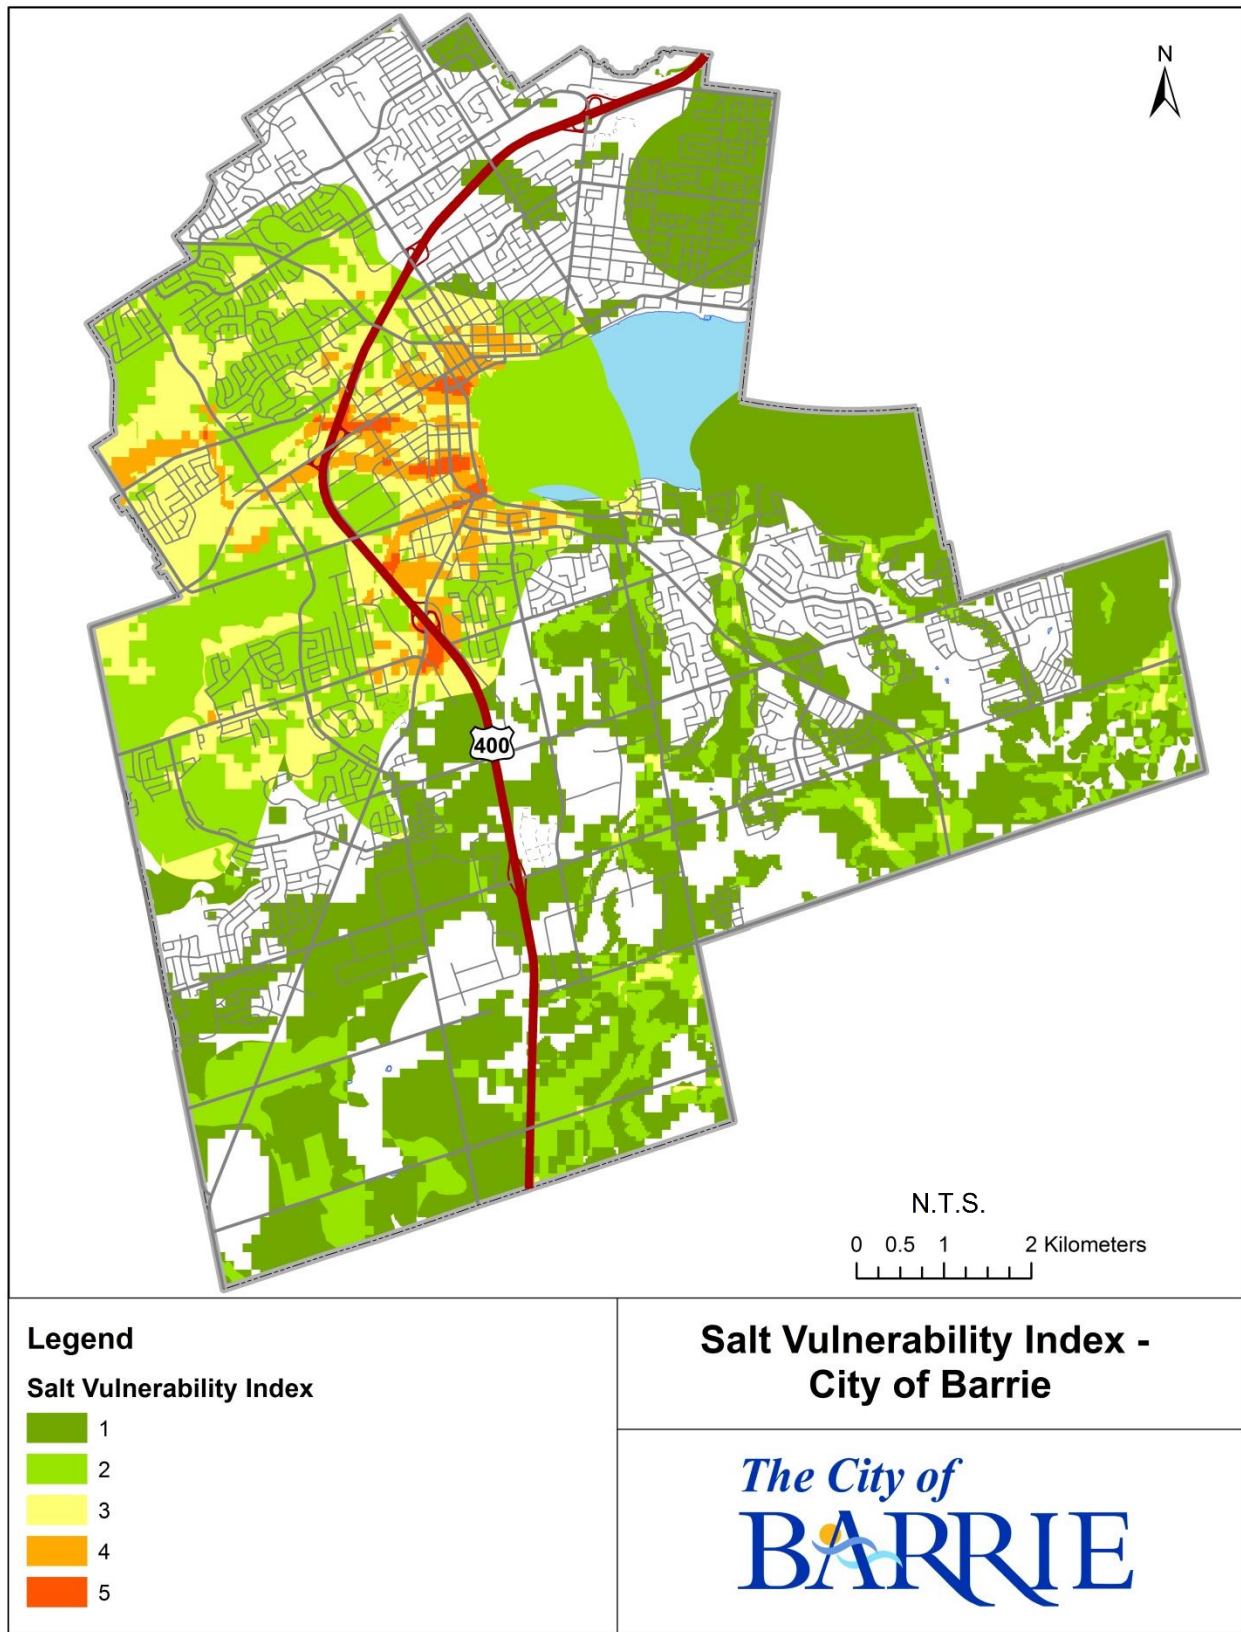 N
400
N.T.S.
0 0.5 1 2 Kilometers
Legend
Salt Vulnerability Index
1
2
3
4
5
Salt Vulnerability Index -
City of Barrie
The City of
BARRIE